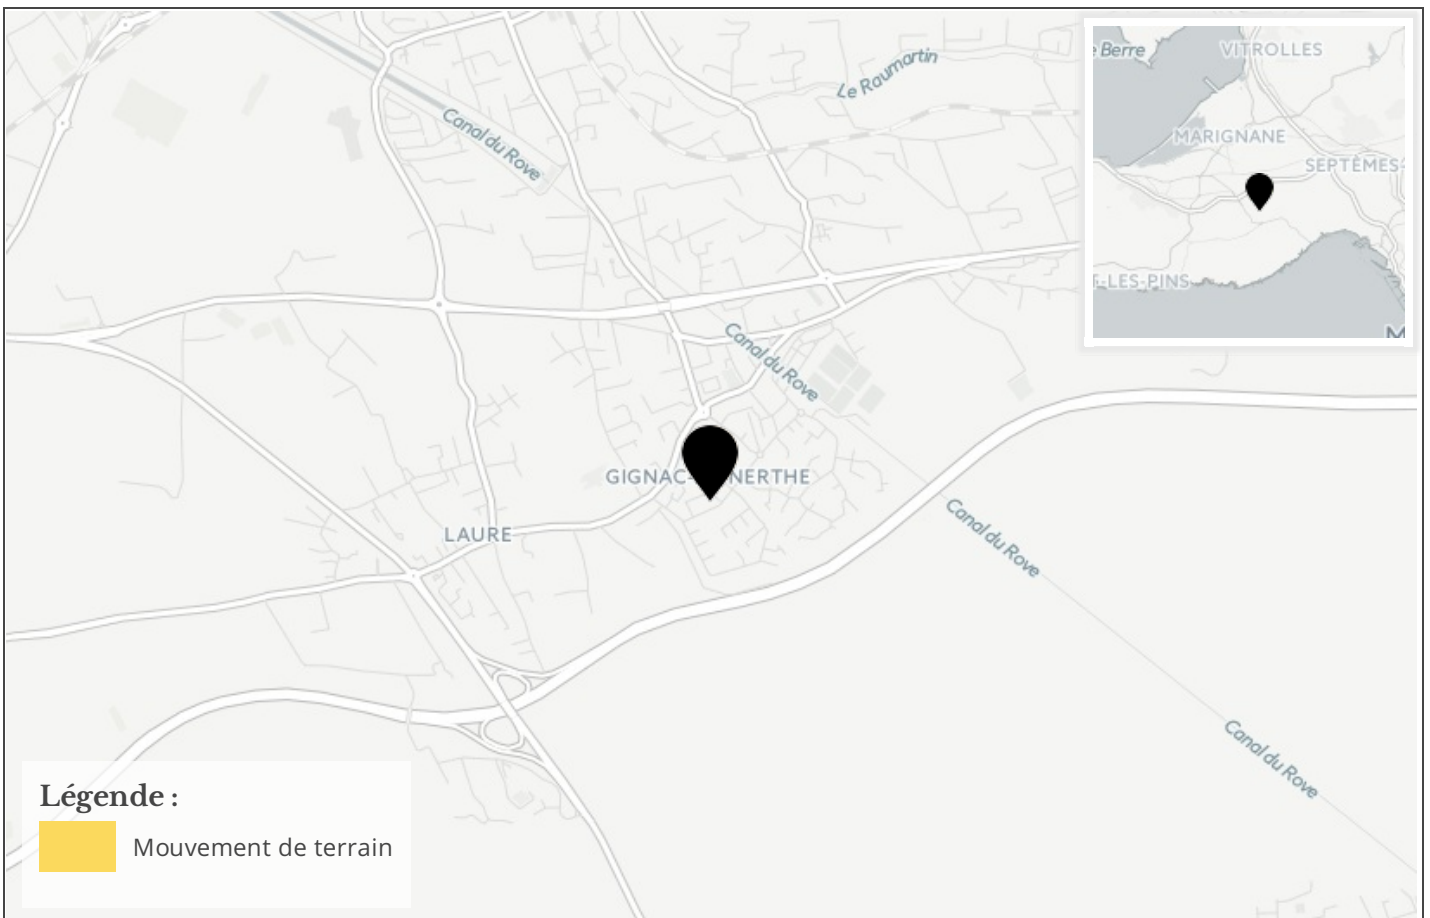 Le Raumartin
Canal du Rove
e Berre
VITROLLES
MARIGNANE
SEPTÈMES-
T-LES-PINS
M
Canal du Rove
GIGNAC- NERTHE
LAURE
Canal du Rove
Canal du Rove
Légende :
Mouvement de terrain